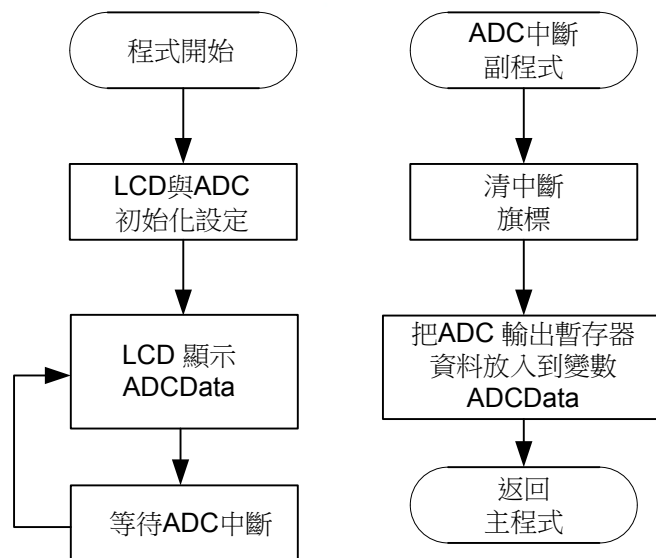 程式開始
LCD與ADC
初始化設定
LCD 顯示
ADCData
等待ADC中斷
ADC中斷
副程式
清中斷
旗標
把ADC 輸出暫存器
資料放入到變數
ADCData
返回
主程式